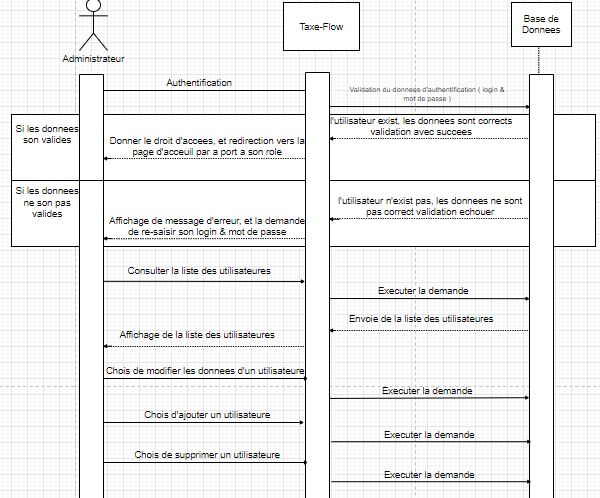 Taxe-Flow
Base de
Donnees
Administrateur
Authentification
Validation du donnees d'authentification ( login &
mot de passe )
Si les donnees
son valides
l'utilisateur exist, les donnees sont corrects
validation avec succees
Donner le droit d'accees, et redirection vers la
page d'acceuil par a port a son role
Si les donnees
ne son pas
valides
l'utilisateur n'exist pas, les donnees ne sont
pas correct validation echouer
Affichage de message d'erreur, et la demande
de re-saisir son login & mot de passe
Consulter la liste des utilisateures
Executer la demande
Envoie de la liste des utilisateures
Affichage de la liste des utilisateures
Chois de modifier les donnees d'un utilisateure
Executer la demande
Chois d'ajouter un utilisateure
Executer la demande
Chois de supprimer un utilisateure
Executer la demande